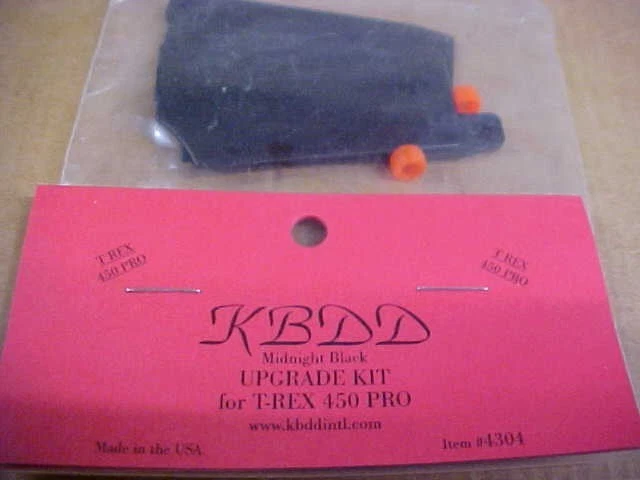 T REX
450 PRO
T REX
450 PRO
KBDD
Midnight Black
UPGRADE KIT
for T-REX 450 PRO
www.kbddintl.com
Made in the USA
Item #4304